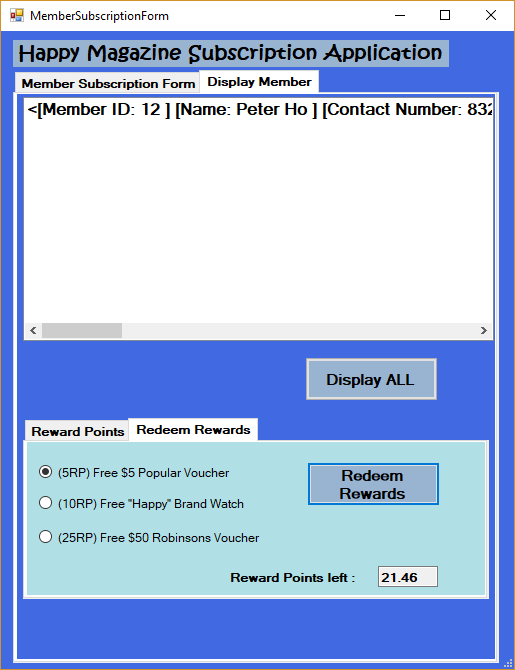 MemberSubscriptionForm
Happy Magazine Subscription Application
Member Subscription Form Display Member
<[Member ID: 12 ] [Name: Peter Ho ] [Contact Number: 832
Display ALL
Reward Points Redeem Rewards
(5RP) Free $5 Popular Voucher
Redeem
Rewards
(10RP) Free "Happy" Brand Watch
(25RP) Free $50 Robinsons Voucher
Reward Points left : 21.46